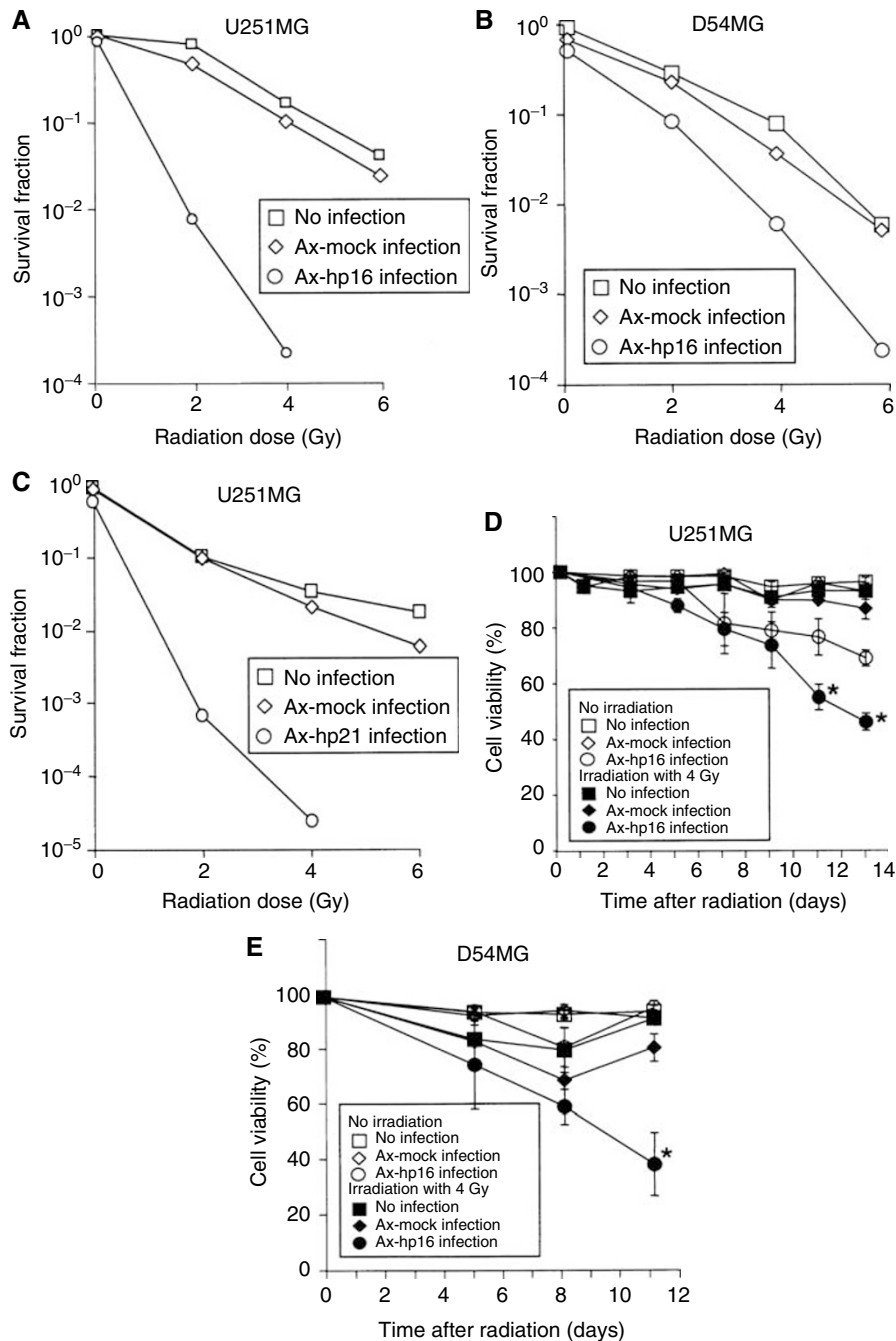 A
U251MG
10⁰
10⁻¹
10⁻²
10⁻³
10⁻⁴
Survival fraction
No infection
Ax-mock infection
Ax-hp16 infection
0 2 4 6
Radiation dose (Gy)
B
D54MG
10⁰
10⁻¹
10⁻²
10⁻³
10⁻⁴
Survival fraction
No infection
Ax-mock infection
Ax-hp16 infection
0 2 4 6
Radiation dose (Gy)
C
U251MG
10⁰
10⁻¹
10⁻²
10⁻³
10⁻⁴
10⁻⁵
Survival fraction
No infection
Ax-mock infection
Ax-hp21 infection
0 2 4 6
Radiation dose (Gy)
D
U251MG
100
80
60
40
20
0
Cell viability (%)
*
*
No irradiation
No infection
Ax-mock infection
Ax-hp16 infection
Irradiation with 4 Gy
No infection
Ax-mock infection
Ax-hp16 infection
0 2 4 6 8 10 12 14
Time after radiation (days)
E
D54MG
100
80
60
40
20
0
Cell viability (%)
*
No irradiation
No infection
Ax-mock infection
Ax-hp16 infection
Irradiation with 4 Gy
No infection
Ax-mock infection
Ax-hp16 infection
0 2 4 6 8 10 12
Time after radiation (days)